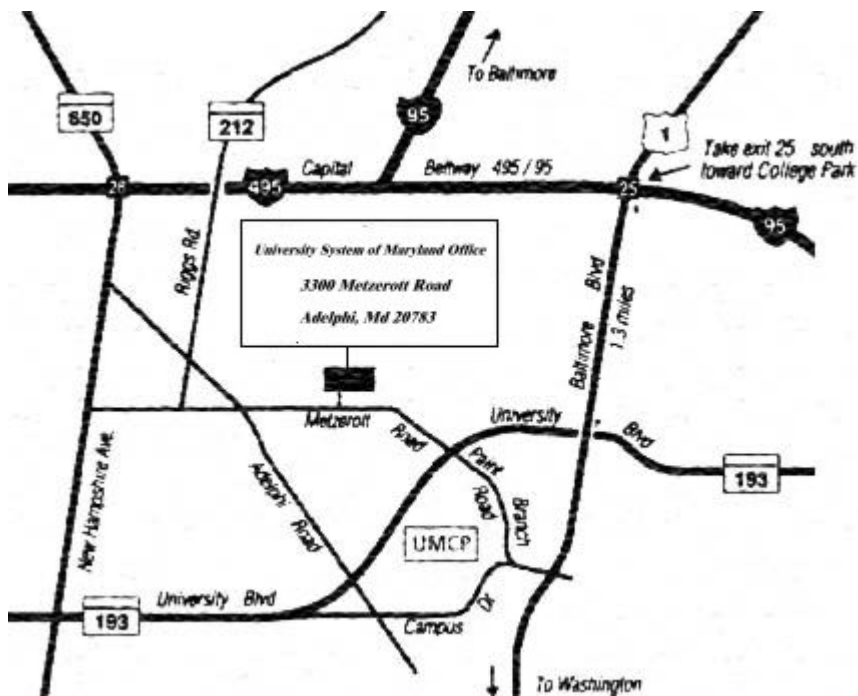 To Baltimore
650
212
95
1
Take exit 25 south
toward College Park
Capital Beltway 495 / 95
28
495
25
95
Riggs Rd.
University System of Maryland Office
3300 Metzerott Road
Adelphi, Md 20783
Baltimore Blvd
1.3 miles
Metzerott Road
University Blvd
193
New Hampshire Ave.
Adelphi Road
Paint Branch
Road
UMCP
University Blvd
193
Campus Dr
To Washington